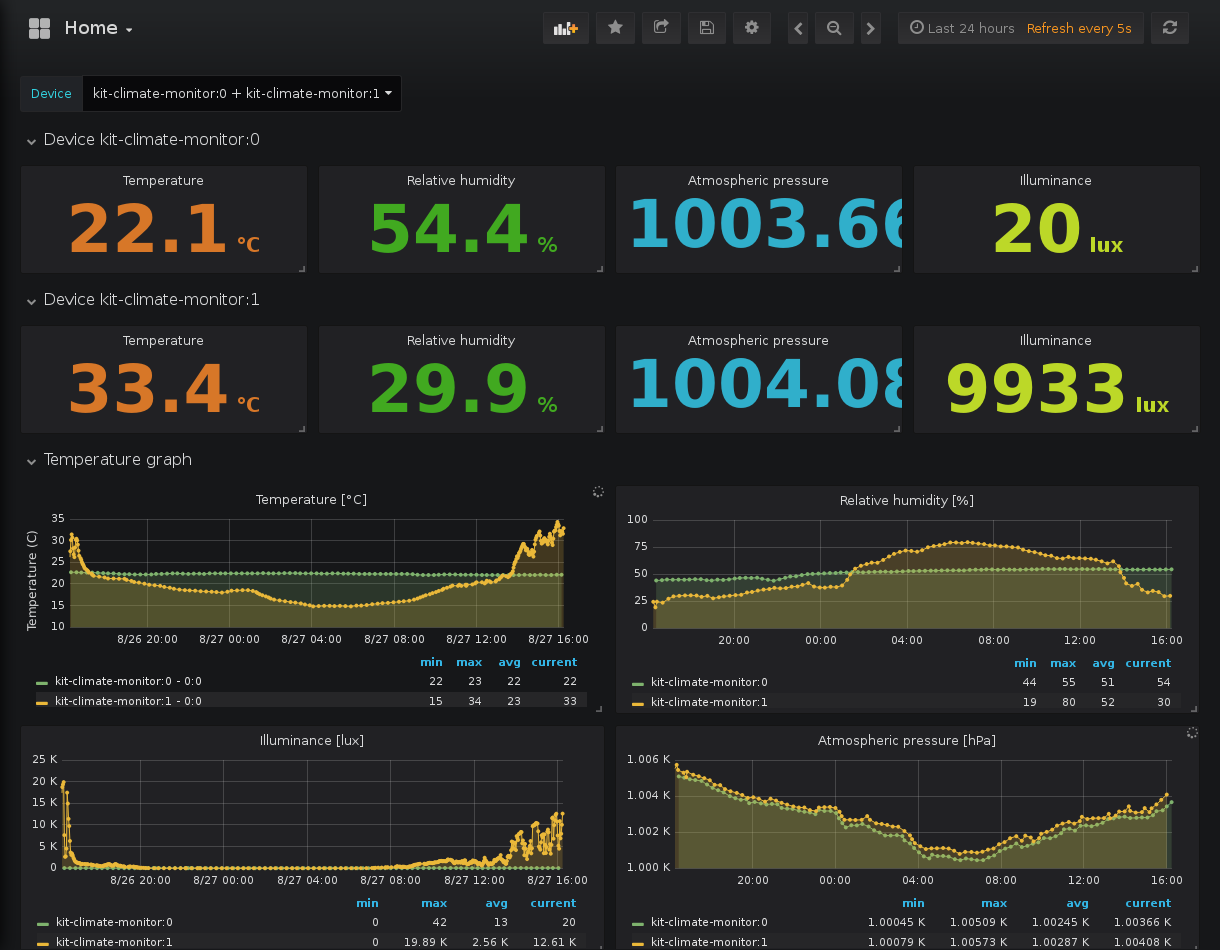 Home
Last 24 hours Refresh every 5s
Device kit-climate-monitor:0 + kit-climate-monitor:1
Device kit-climate-monitor:0
Temperature Relative humidity Atmospheric pressure Illuminance
22.1 °C 54.4 % 1003.66 20 lux
Device kit-climate-monitor:1
Temperature Relative humidity Atmospheric pressure Illuminance
33.4 °C 29.9 % 1004.08 9933 lux
Temperature graph
Temperature [°C]
Temperature (C)
35
30
25
20
15
10
8/26 20:00 8/27 00:00 8/27 04:00 8/27 08:00 8/27 12:00 8/27 16:00
min max avg current
kit-climate-monitor:0 - 0:0 22 23 22 22
kit-climate-monitor:1 - 0:0 15 34 23 33
Relative humidity [%]
100
75
50
25
0
20:00 00:00 04:00 08:00 12:00 16:00
min max avg current
kit-climate-monitor:0 44 55 51 54
kit-climate-monitor:1 19 80 52 30
Illuminance [lux]
25 K
20 K
15 K
10 K
5 K
0
8/26 20:00 8/27 00:00 8/27 04:00 8/27 08:00 8/27 12:00 8/27 16:00
min max avg current
kit-climate-monitor:0 0 42 13 20
kit-climate-monitor:1 0 19.89 K 2.56 K 12.61 K
Atmospheric pressure [hPa]
1.006 K
1.004 K
1.002 K
1.000 K
20:00 00:00 04:00 08:00 12:00 16:00
min max avg current
kit-climate-monitor:0 1.00045 K 1.00509 K 1.00245 K 1.00366 K
kit-climate-monitor:1 1.00079 K 1.00573 K 1.00287 K 1.00408 K